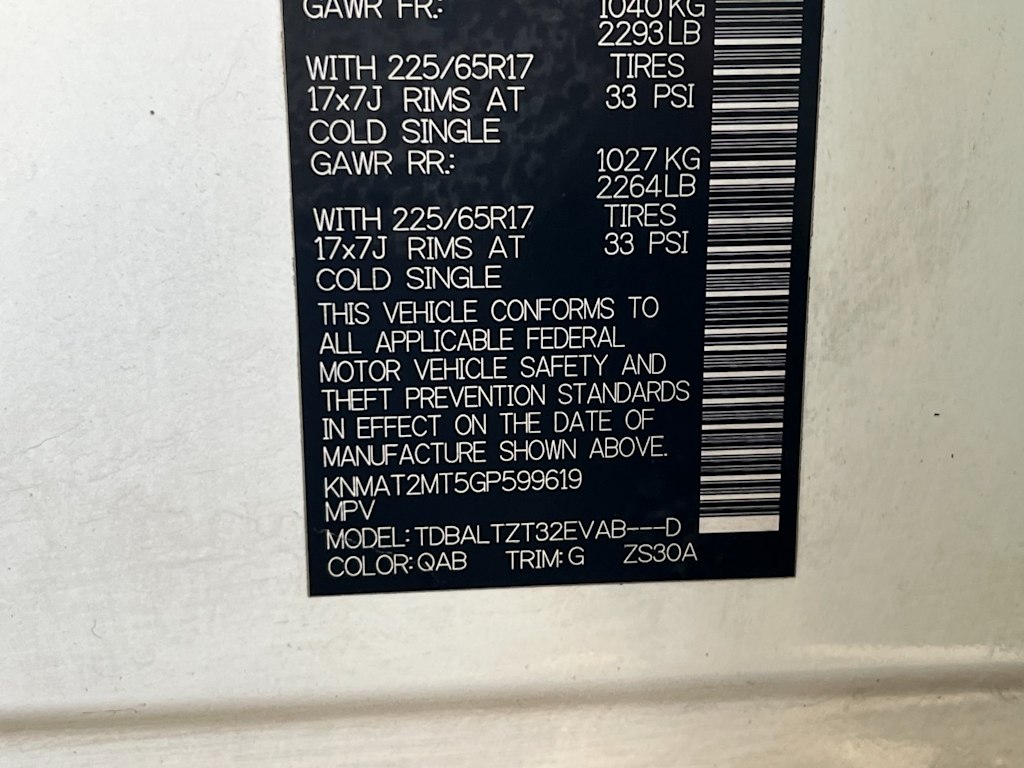 GAWR FR.: 1040 KG
2293 LB
WITH 225/65R17 TIRES
17x7J RIMS AT 33 PSI
COLD SINGLE
GAWR RR.: 1027 KG
2264 LB
WITH 225/65R17 TIRES
17x7J RIMS AT 33 PSI
COLD SINGLE
THIS VEHICLE CONFORMS TO
ALL APPLICABLE FEDERAL
MOTOR VEHICLE SAFETY AND
THEFT PREVENTION STANDARDS
IN EFFECT ON THE DATE OF
MANUFACTURE SHOWN ABOVE.
KNMAT2MT5GP599619
MPV
MODEL: TDBALTZT32EVAB---D
COLOR: QAB TRIM: G ZS30A